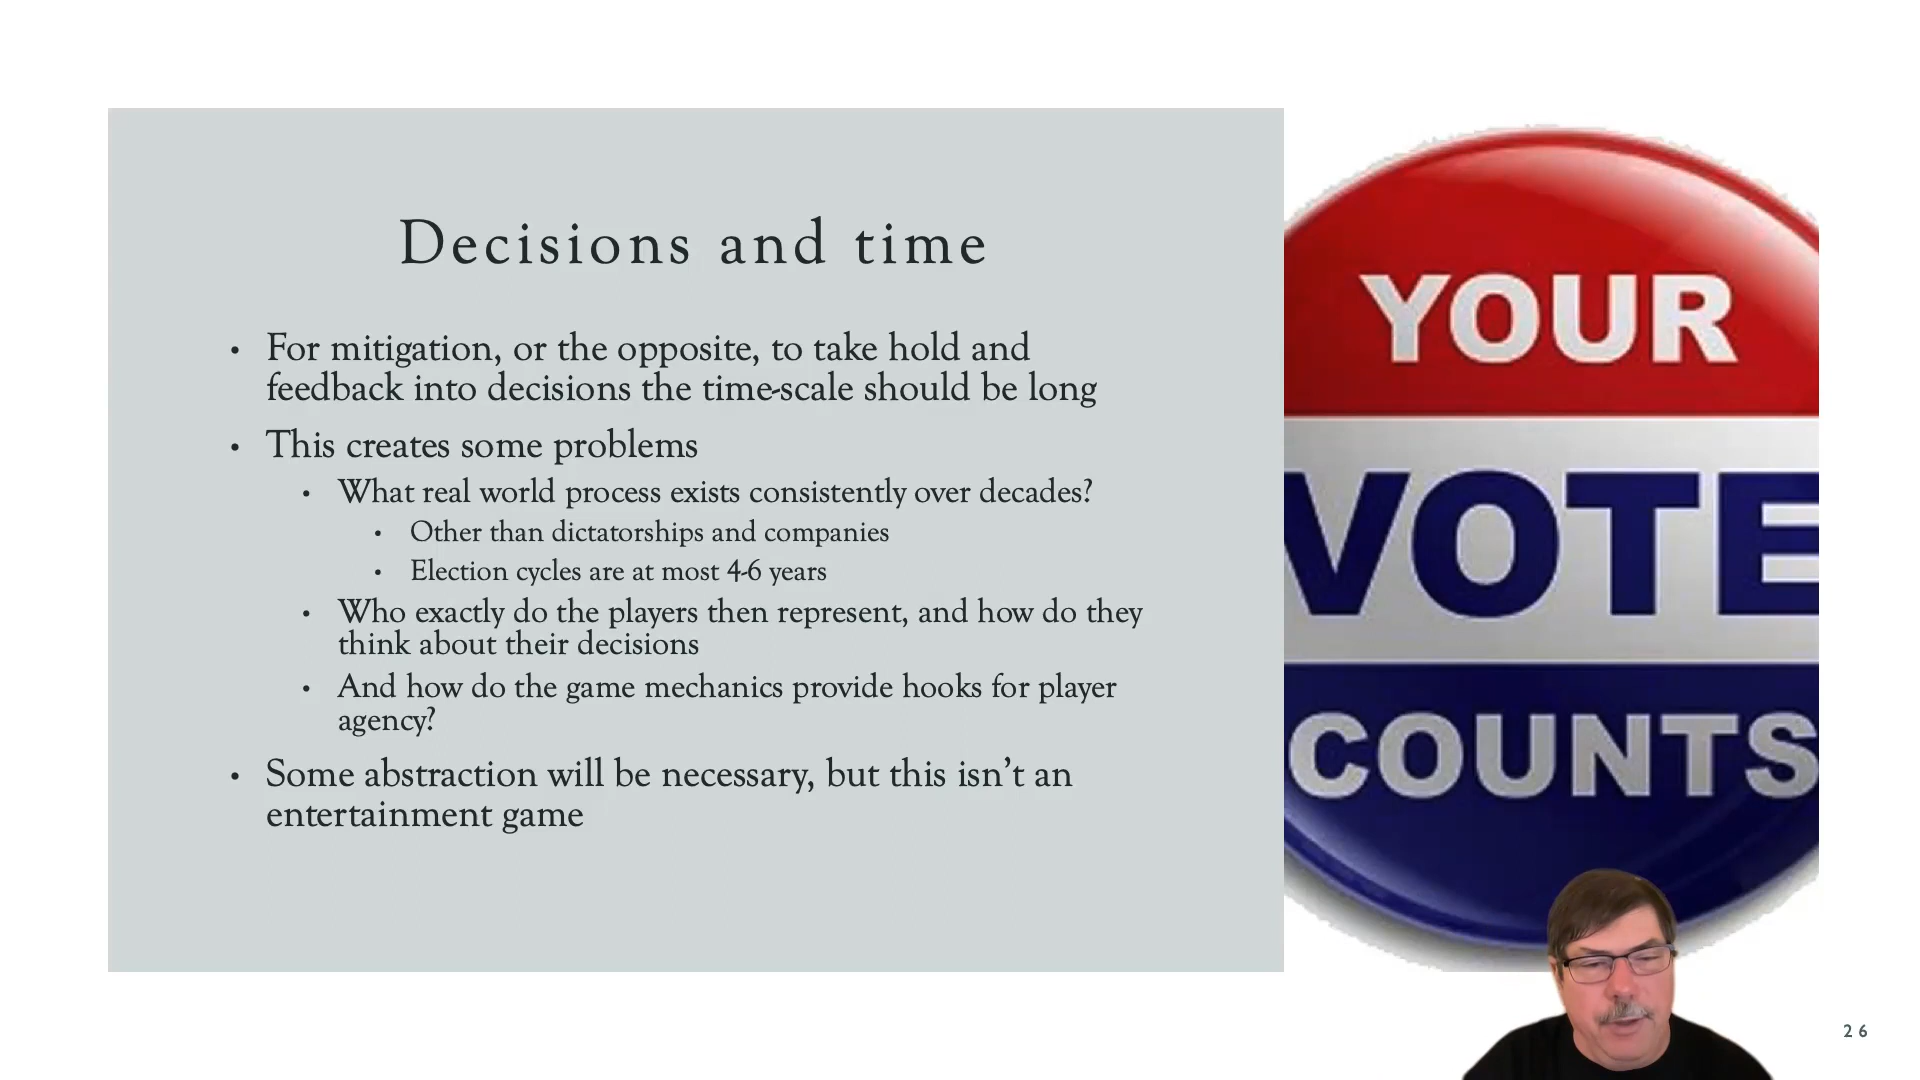 Decisions and time
• For mitigation, or the opposite, to take hold and
feedback into decisions the time-scale should be long
• This creates some problems
• What real world process exists consistently over decades?
• Other than dictatorships and companies
• Election cycles are at most 4-6 years
• Who exactly do the players then represent, and how do they
think about their decisions
• And how do the game mechanics provide hooks for player
agency?
• Some abstraction will be necessary, but this isn't an
entertainment game
YOUR
VOTE
COUNTS
26